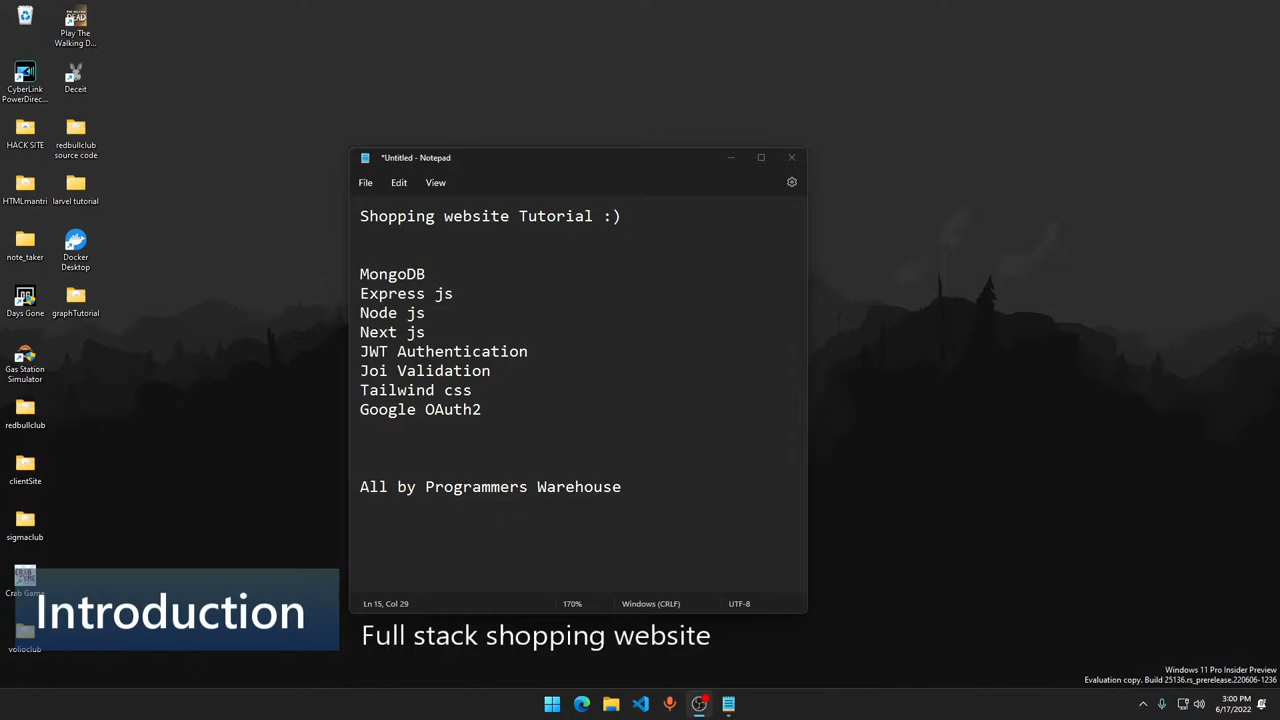 Play The
Walking D...
CyberLink
PowerDirec...
Deceit
HACK SITE
redbullclub
source code
HTMLmantri
larvel tutorial
note_taker
Docker
Desktop
Days Gone
graphTutorial
Gas Station
Simulator
redbullclub
clientSite
sigmaclub
Crab Game
*Untitled - Notepad
File Edit View
Shopping website Tutorial :)
MongoDB
Express js
Node js
Next js
JWT Authentication
Joi Validation
Tailwind css
Google OAuth2
All by Programmers Warehouse
Ln 15, Col 29 170% Windows (CRLF) UTF-8
Introduction
Full stack shopping website
Windows 11 Pro Insider Preview
Evaluation copy. Build 25136.rs_prerelease.220606-1236
3:00 PM
6/17/2022